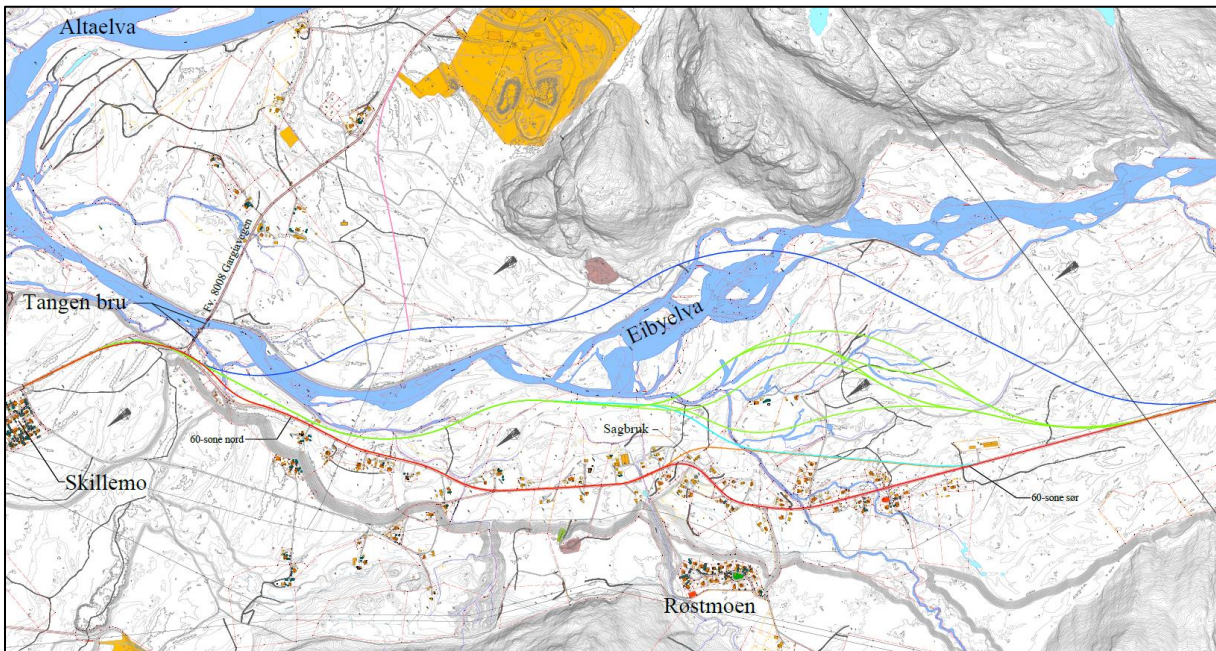 Altaelva
Fv. 8008 Gargiavegen
Tangen bru
Eibyelva
Sagbruk
60-sone nord
Skillemo
60-sone sør
Røstmoen